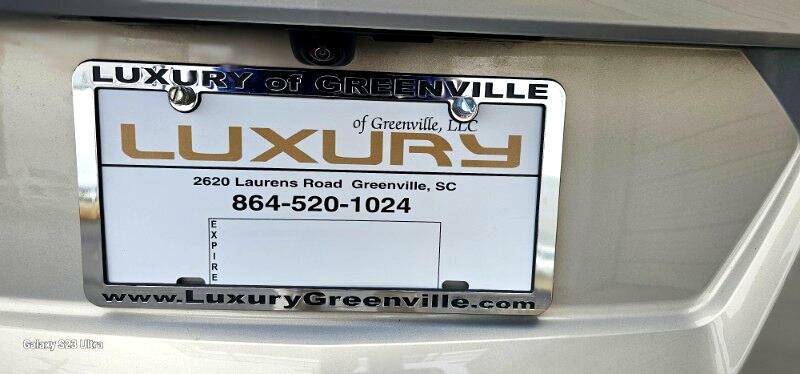 LUXURY of GREENVILLE
of Greenville, LLC
LUXURY
2620 Laurens Road Greenville, SC
864-520-1024
EXPIRE
www.LuxuryGreenville.com
Galaxy S23 Ultra